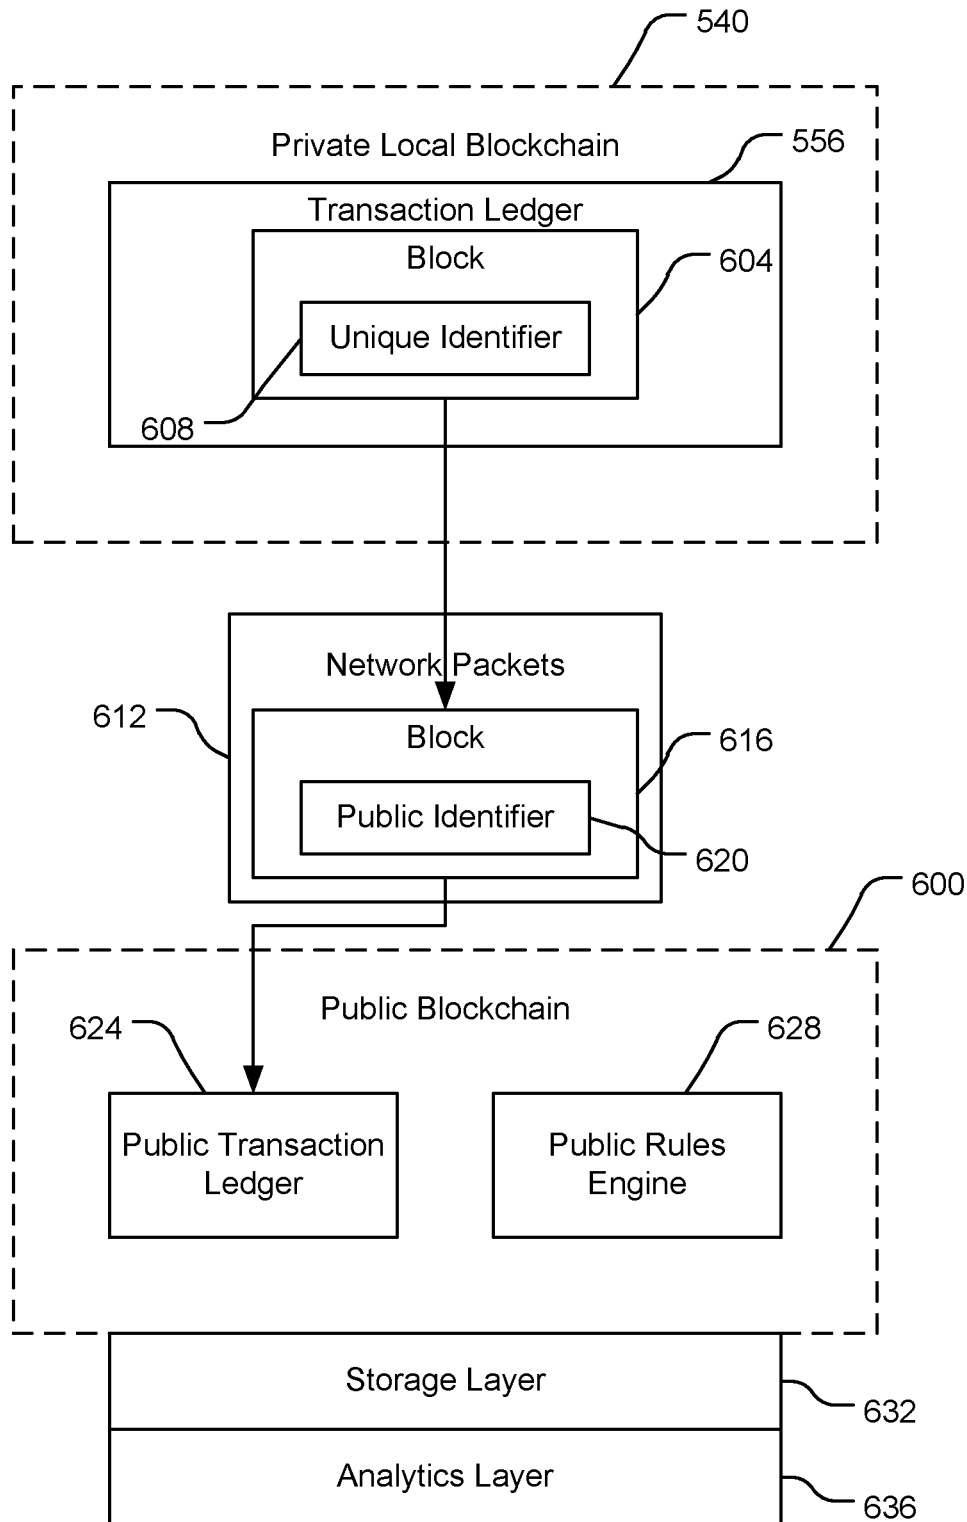 540
Private Local Blockchain
556
Transaction Ledger
Block
604
Unique Identifier
608
Network Packets
612
Block
616
Public Identifier
620
600
Public Blockchain
624
628
Public Transaction
Ledger
Public Rules
Engine
Storage Layer
632
Analytics Layer
636